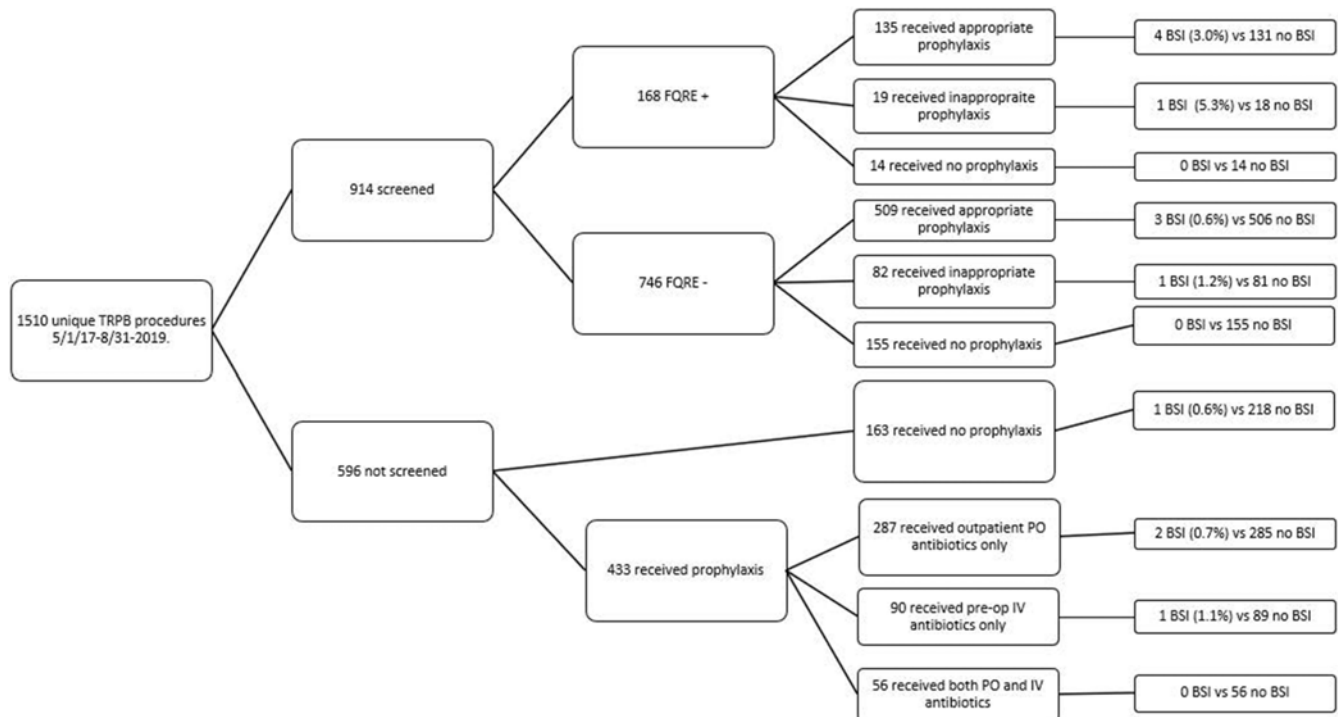 1510 unique TRPB procedures
5/1/17-8/31-2019.
914 screened
596 not screened
168 FQRE +
746 FQRE -
433 received prophylaxis
135 received appropriate
prophylaxis
19 received inappropraite
prophylaxis
14 received no prophylaxis
509 received appropriate
prophylaxis
82 received inappropriate
prophylaxis
155 received no prophylaxis
163 received no prophylaxis
287 received outpatient PO
antibiotics only
90 received pre-op IV
antibiotics only
56 received both PO and IV
antibiotics
4 BSI (3.0%) vs 131 no BSI
1 BSI (5.3%) vs 18 no BSI
0 BSI vs 14 no BSI
3 BSI (0.6%) vs 506 no BSI
1 BSI (1.2%) vs 81 no BSI
0 BSI vs 155 no BSI
1 BSI (0.6%) vs 218 no BSI
2 BSI (0.7%) vs 285 no BSI
1 BSI (1.1%) vs 89 no BSI
0 BSI vs 56 no BSI